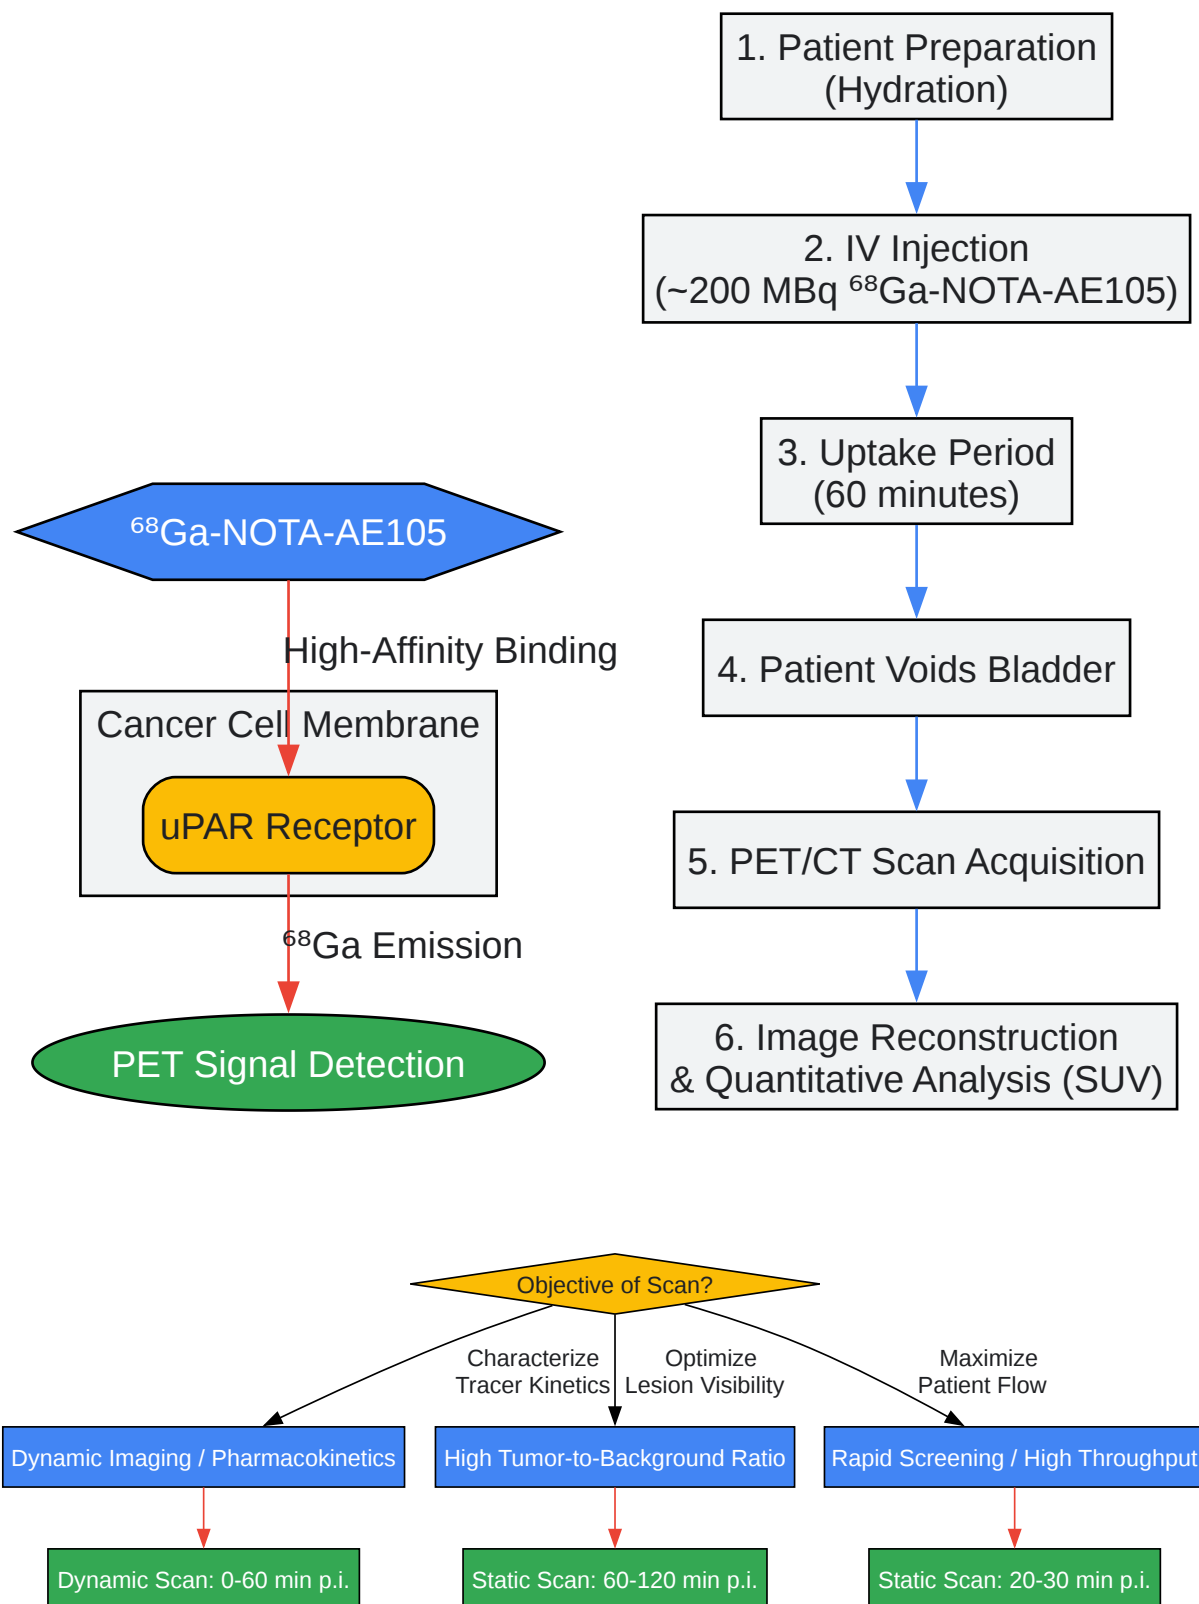 1. Patient Preparation
(Hydration)
2. IV Injection
(~200 MBq ⁶⁸Ga-NOTA-AE105)
3. Uptake Period
(60 minutes)
4. Patient Voids Bladder
5. PET/CT Scan Acquisition
6. Image Reconstruction
& Quantitative Analysis (SUV)
⁶⁸Ga-NOTA-AE105
High-Affinity Binding
Cancer Cell Membrane
uPAR Receptor
⁶⁸Ga Emission
PET Signal Detection
Objective of Scan?
Characterize
Tracer Kinetics
Optimize
Lesion Visibility
Maximize
Patient Flow
Dynamic Imaging / Pharmacokinetics
High Tumor-to-Background Ratio
Rapid Screening / High Throughput
Dynamic Scan: 0-60 min p.i.
Static Scan: 60-120 min p.i.
Static Scan: 20-30 min p.i.